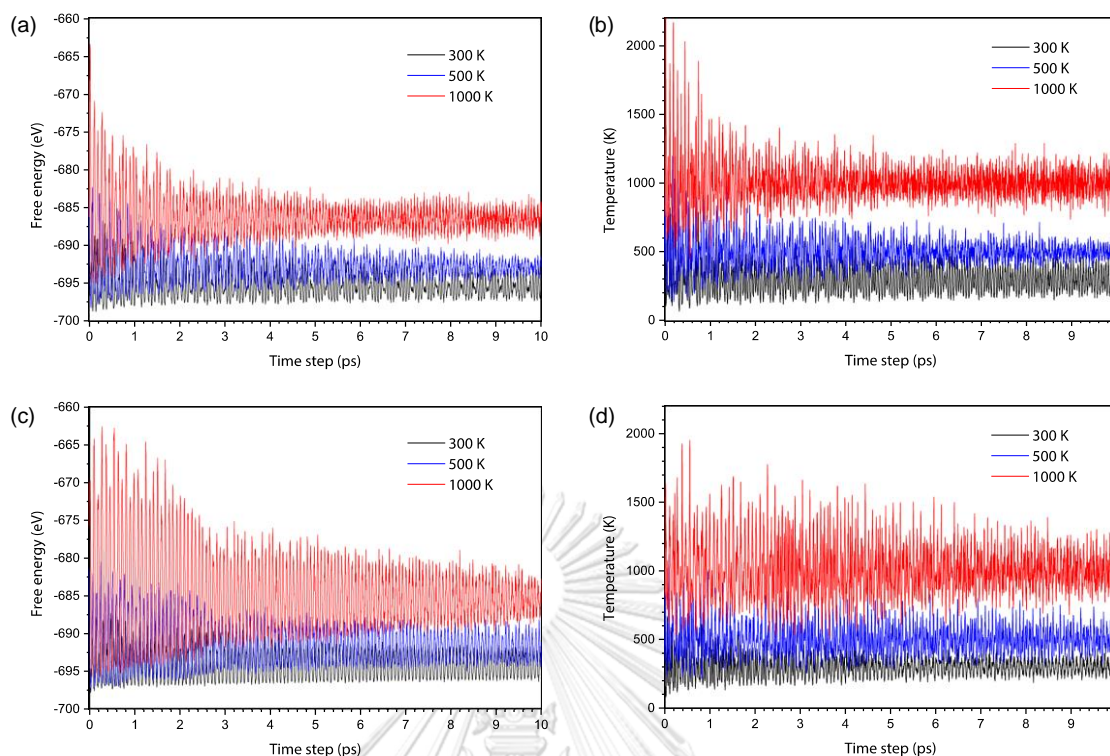 (a)
-660
-665
-670
-675
-680
-685
-690
-695
-700
Free energy (eV)
300 K
500 K
1000 K
0 1 2 3 4 5 6 7 8 9 10
Time step (ps)
(b)
2000
1500
1000
500
0
Temperature (K)
300 K
500 K
1000 K
0 1 2 3 4 5 6 7 8 9
Time step (ps)
(c)
-660
-665
-670
-675
-680
-685
-690
-695
-700
Free energy (eV)
300 K
500 K
1000 K
0 1 2 3 4 5 6 7 8 9 10
Time step (ps)
(d)
2000
1500
1000
500
0
Temperature (K)
300 K
500 K
1000 K
0 1 2 3 4 5 6 7 8 9
Time step (ps)